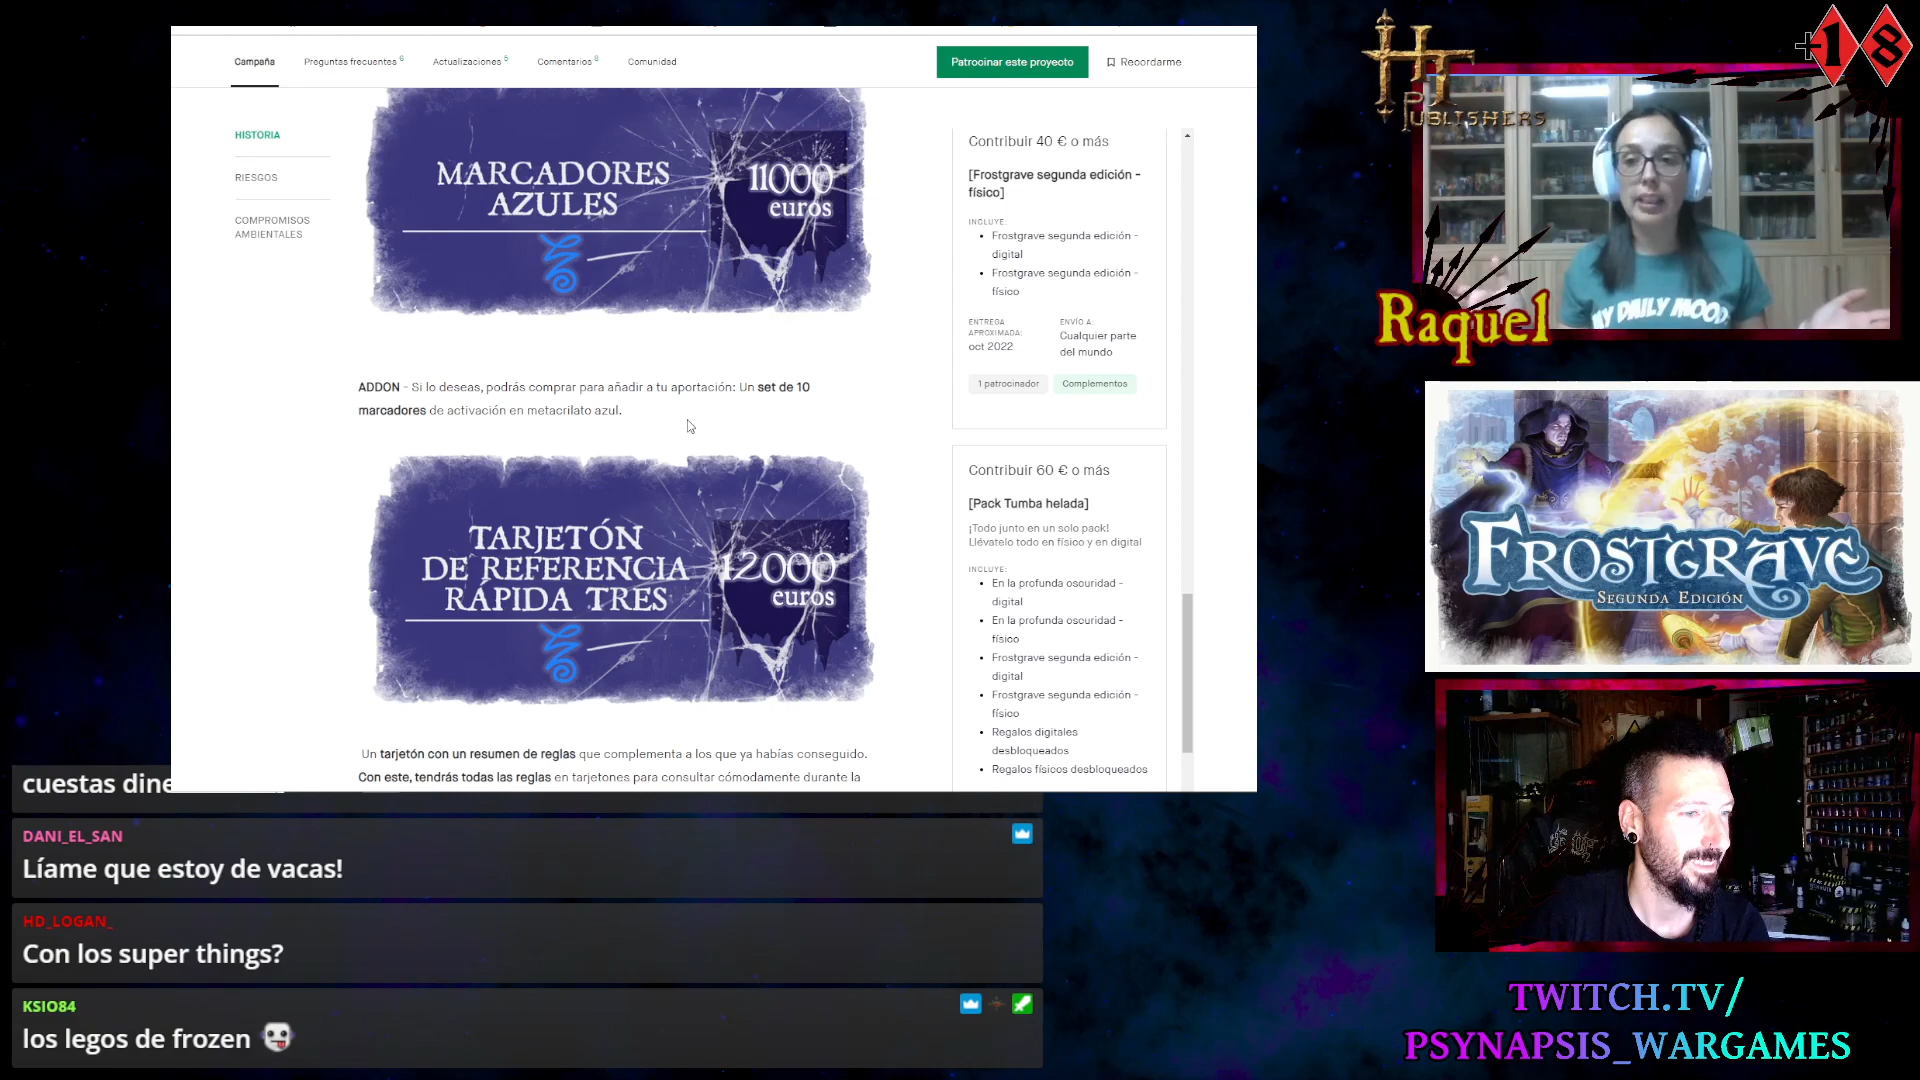 Campaña
Preguntas frecuentes 6
Actualizaciones 5
Comentarios 8
Comunidad
Patrocinar este proyecto
Recordarme
HISTORIA
RIESGOS
COMPROMISOS
AMBIENTALES
MARCADORES
AZULES
11000
euros
ADDON - Si lo deseas, podrás comprar para añadir a tu aportación: Un set de 10
marcadores de activación en metacrilato azul.
TARJETÓN
DE REFERENCIA
RÁPIDA TRES
12000
euros
Un tarjetón con un resumen de reglas que complementa a los que ya habías conseguido.
Con este, tendrás todas las reglas en tarjetones para consultar cómodamente durante la
Contribuir 40 € o más
[Frostgrave segunda edición -
físico]
INCLUYE:
Frostgrave segunda edición -
digital
Frostgrave segunda edición -
físico
ENTREGA
APROXIMADA:
oct 2022
ENVÍO A:
Cualquier parte
del mundo
1 patrocinador
Complementos
Contribuir 60 € o más
[Pack Tumba helada]
¡Todo junto en un solo pack!
Llévatelo todo en físico y en digital
INCLUYE:
En la profunda oscuridad -
digital
En la profunda oscuridad -
físico
Frostgrave segunda edición -
digital
Frostgrave segunda edición -
físico
Regalos digitales
desbloqueados
Regalos físicos desbloqueados
HT
PUBLISHERS
+18
MY DAILY MOOD
Raquel
FROSTGRAVE
SEGUNDA EDICIÓN
cuestas dine
DANI_EL_SAN
Líame que estoy de vacas!
HD_LOGAN_
Con los super things?
KSIO84
los legos de frozen
TWITCH.TV/
PSYNAPSIS_WARGAMES